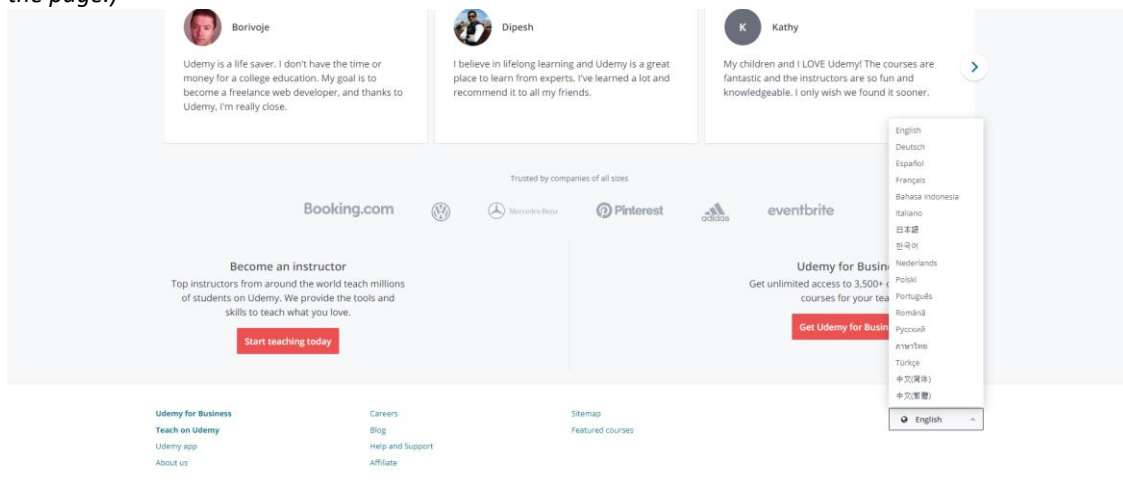 the page.)
Borivoje
Udemy is a life saver. I don't have the time or
money for a college education. My goal is to
become a freelance web developer, and thanks to
Udemy, I'm really close.
Dipesh
I believe in lifelong learning and Udemy is a great
place to learn from experts. I've learned a lot and
recommend it to all my friends.
K
Kathy
My children and I LOVE Udemy! The courses are
fantastic and the instructors are so fun and
knowledgeable. I only wish we found it sooner.
Trusted by companies of all sizes
Booking.com
Mercedes-Benz
Pinterest
adidas
eventbrite
Become an instructor
Top instructors from around the world teach millions
of students on Udemy. We provide the tools and
skills to teach what you love.
Start teaching today
Udemy for Busin
Get unlimited access to 3,500+
courses for your tea
Get Udemy for Busin
English
Deutsch
Español
Français
Bahasa Indonesia
Italiano
日本語
한국어
Nederlands
Polski
Português
Română
Русский
ภาษาไทย
Türkçe
中文(简体)
中文(繁體)
English
Udemy for Business
Teach on Udemy
Udemy app
About us
Careers
Blog
Help and Support
Affiliate
Sitemap
Featured courses